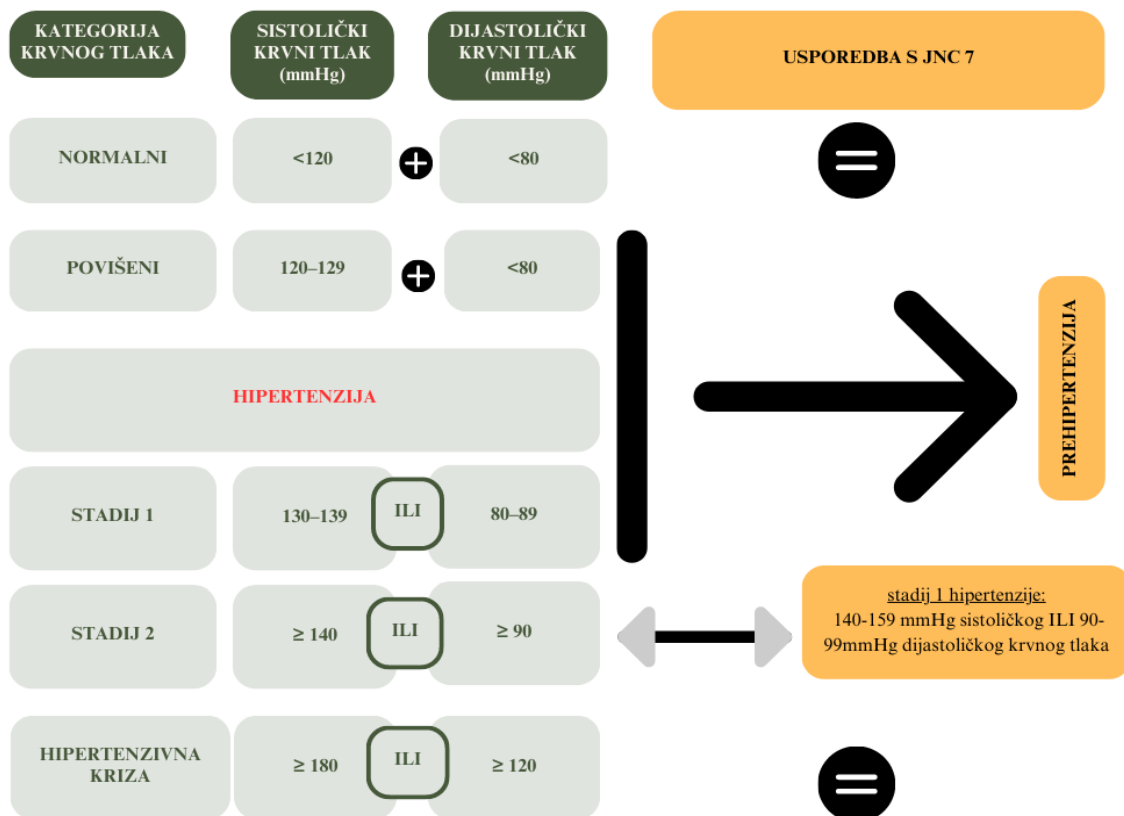 KATEGORIJA
KRVNOG TLAKA
SISTOLIČKI
KRVNI TLAK
(mmHg)
DIJASTOLIČKI
KRVNI TLAK
(mmHg)
USPOREDBA S JNC 7
NORMALNI
<120
+
<80
=
POVIŠENI
120–129
+
<80
HIPERTENZIJA
PREHIPERTENZIJA
STADIJ 1
130–139
ILI
80–89
STADIJ 2
≥ 140
ILI
≥ 90
stadij 1 hipertenzije:
140-159 mmHg sistoličkog ILI 90-
99mmHg dijastoličkog krvnog tlaka
HIPERTENZIVNA
KRIZA
≥ 180
ILI
≥ 120
=